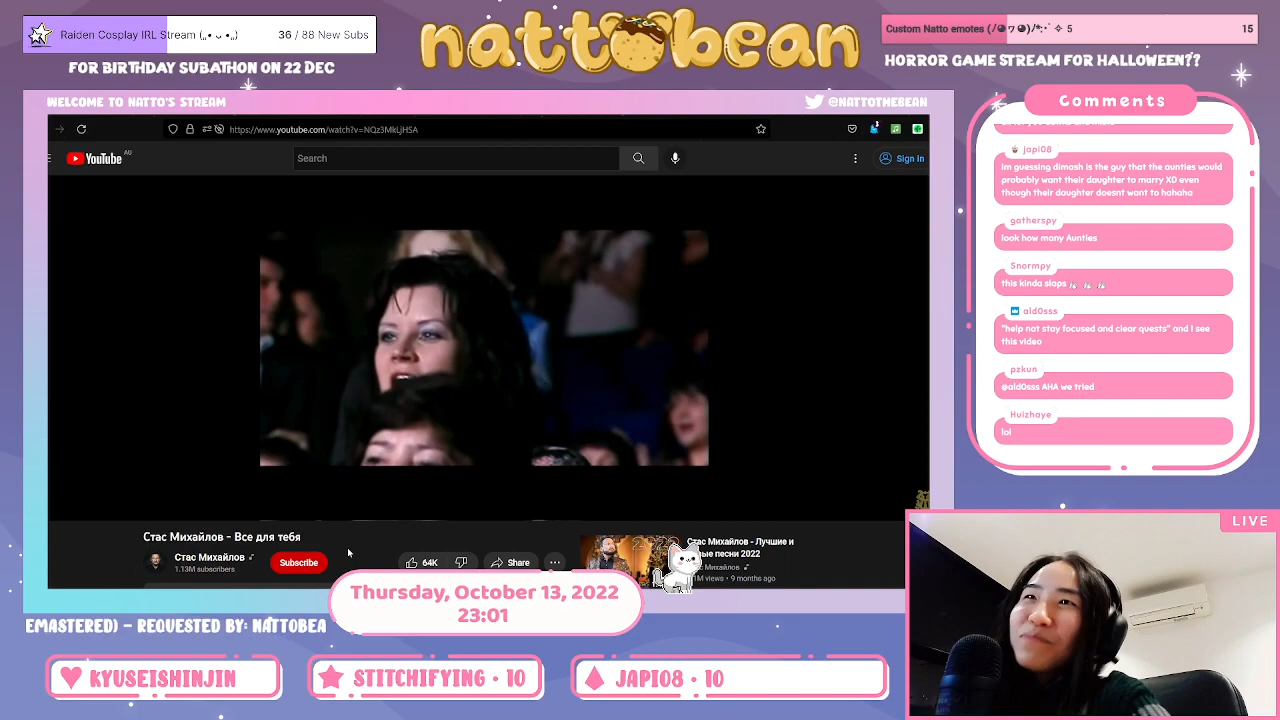 Raiden Cosplay IRL Stream (,,• ᴗ •,,)
36 / 89 New Subs
FOR BIRTHDAY SUBATHON ON 22 DEC
nattobean
Custom Natto emotes
5
15
HORROR GAME STREAM FOR HALLOWEEN??
WELCOME TO NATTO'S STREAM
@NATTOTHEBEAN
https://www.youtube.com/watch?v=NQz3MkLjHSA
YouTube AU
Search
Sign in
Стас Михайлов - Все для тебя
Стас Михайлов
1.13M subscribers
Subscribe
64K
Share
Стас Михайлов - Лучшие и
песни 2022
Михайлов
views • 9 months ago
Thursday, October 13, 2022
23:01
EMASTERED) - REQUESTED BY: NATTOBEA
KYUSEISHINJIN
STITCHIFYING · 10
JAPI08 · 10
Comments
japi08
im guessing dimash is the guy that the aunties would
probably want their daughter to marry XD even
though their daughter doesnt want to hahaha
gatherspy
look how many Aunties
Snormpy
this kinda slaps
ald0sss
"help nat stay focused and clear quests" and i see
this video
pzkun
@ald0sss AHA we tried
Huizhaye
lol
LIVE